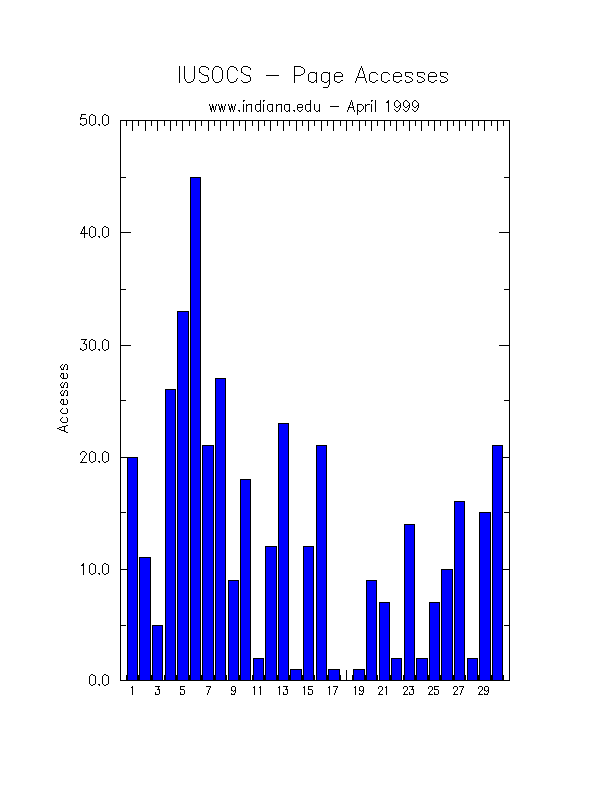 IUSOCS – Page Accesses
www.indiana.edu – April 1999
50.0
40.0
30.0
Accesses
20.0
10.0
0.0
1 3 5 7 9 11 13 15 17 19 21 23 25 27 29